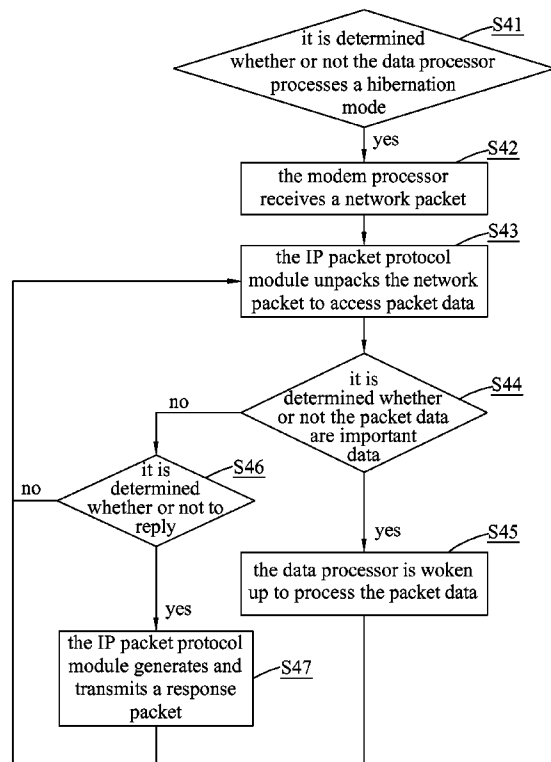 S41
it is determined
whether or not the data processor
processes a hibernation
mode
yes
S42
the modem processor
receives a network packet
S43
the IP packet protocol
module unpacks the network
packet to access packet data
S44
it is
determined whether
or not the packet data
are important
data
no
S46
it is
determined
whether or not to
reply
no
yes
S45
the data processor is woken
up to process the packet data
yes
the IP packet protocol
module generates and
transmits a response
packet
S47